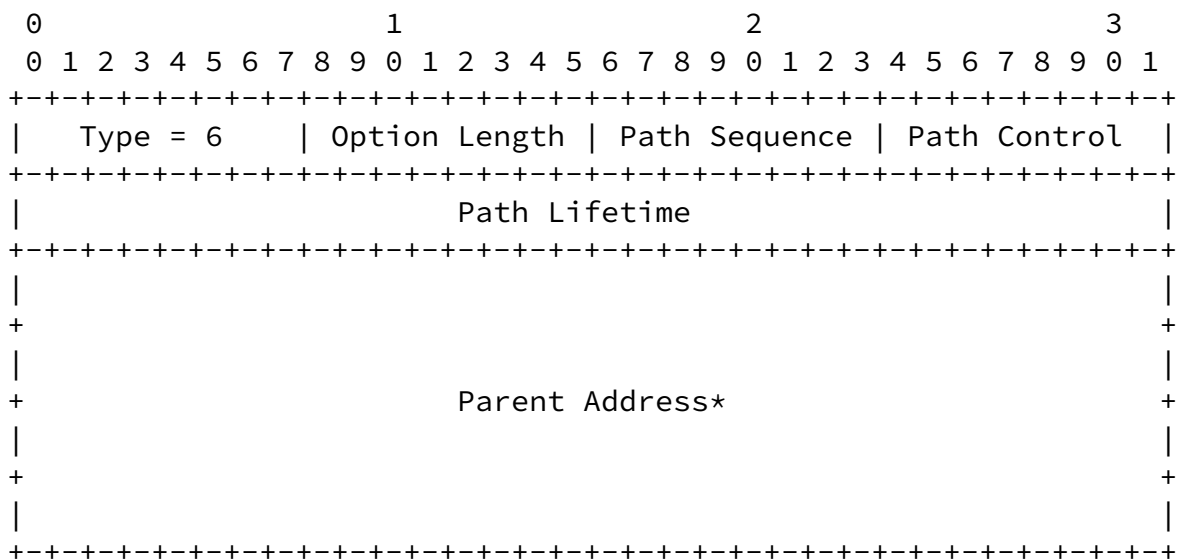 0                   1                   2                   3
 0 1 2 3 4 5 6 7 8 9 0 1 2 3 4 5 6 7 8 9 0 1 2 3 4 5 6 7 8 9 0 1
+-+-+-+-+-+-+-+-+-+-+-+-+-+-+-+-+-+-+-+-+-+-+-+-+-+-+-+-+-+-+-+-+
|   Type = 6    | Option Length | Path Sequence | Path Control  |
+-+-+-+-+-+-+-+-+-+-+-+-+-+-+-+-+-+-+-+-+-+-+-+-+-+-+-+-+-+-+-+-+
|                        Path Lifetime                          |
+-+-+-+-+-+-+-+-+-+-+-+-+-+-+-+-+-+-+-+-+-+-+-+-+-+-+-+-+-+-+-+-+
|                                                               |
+                                                               +
|                                                               |
+                        Parent Address*                        +
|                                                               |
+                                                               +
|                                                               |
+-+-+-+-+-+-+-+-+-+-+-+-+-+-+-+-+-+-+-+-+-+-+-+-+-+-+-+-+-+-+-+-+